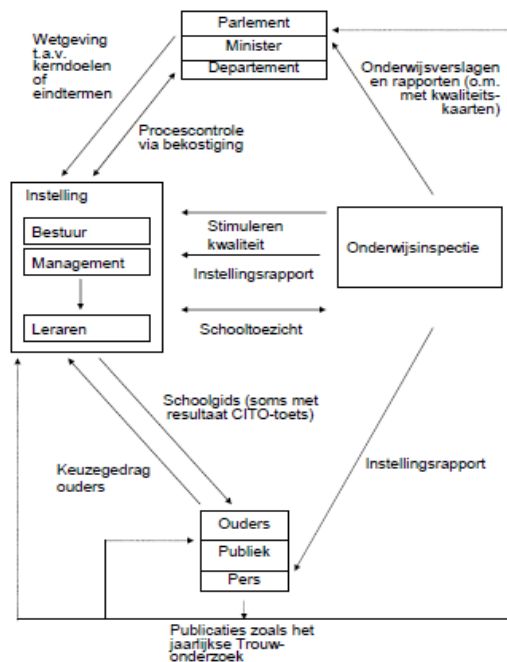 Parlement
Minister
Departement
Wetgeving
t.a.v.
kerndoelen
of
eindtermen
Onderwijsverslagen
en rapporten (o.m.
met kwaliteits-
kaarten)
Procescontrole
via bekostiging
Instelling
Bestuur
Management
Leraren
Stimuleren
kwaliteit
Instellingsrapport
Schooltoezicht
Onderwijsinspectie
Schoolgids (soms met
resultaat CITO-toets)
Keuzegedrag
ouders
Instellingsrapport
Ouders
Publiek
Pers
Publicaties zoals het
jaarlijkse Trouw-
onderzoek